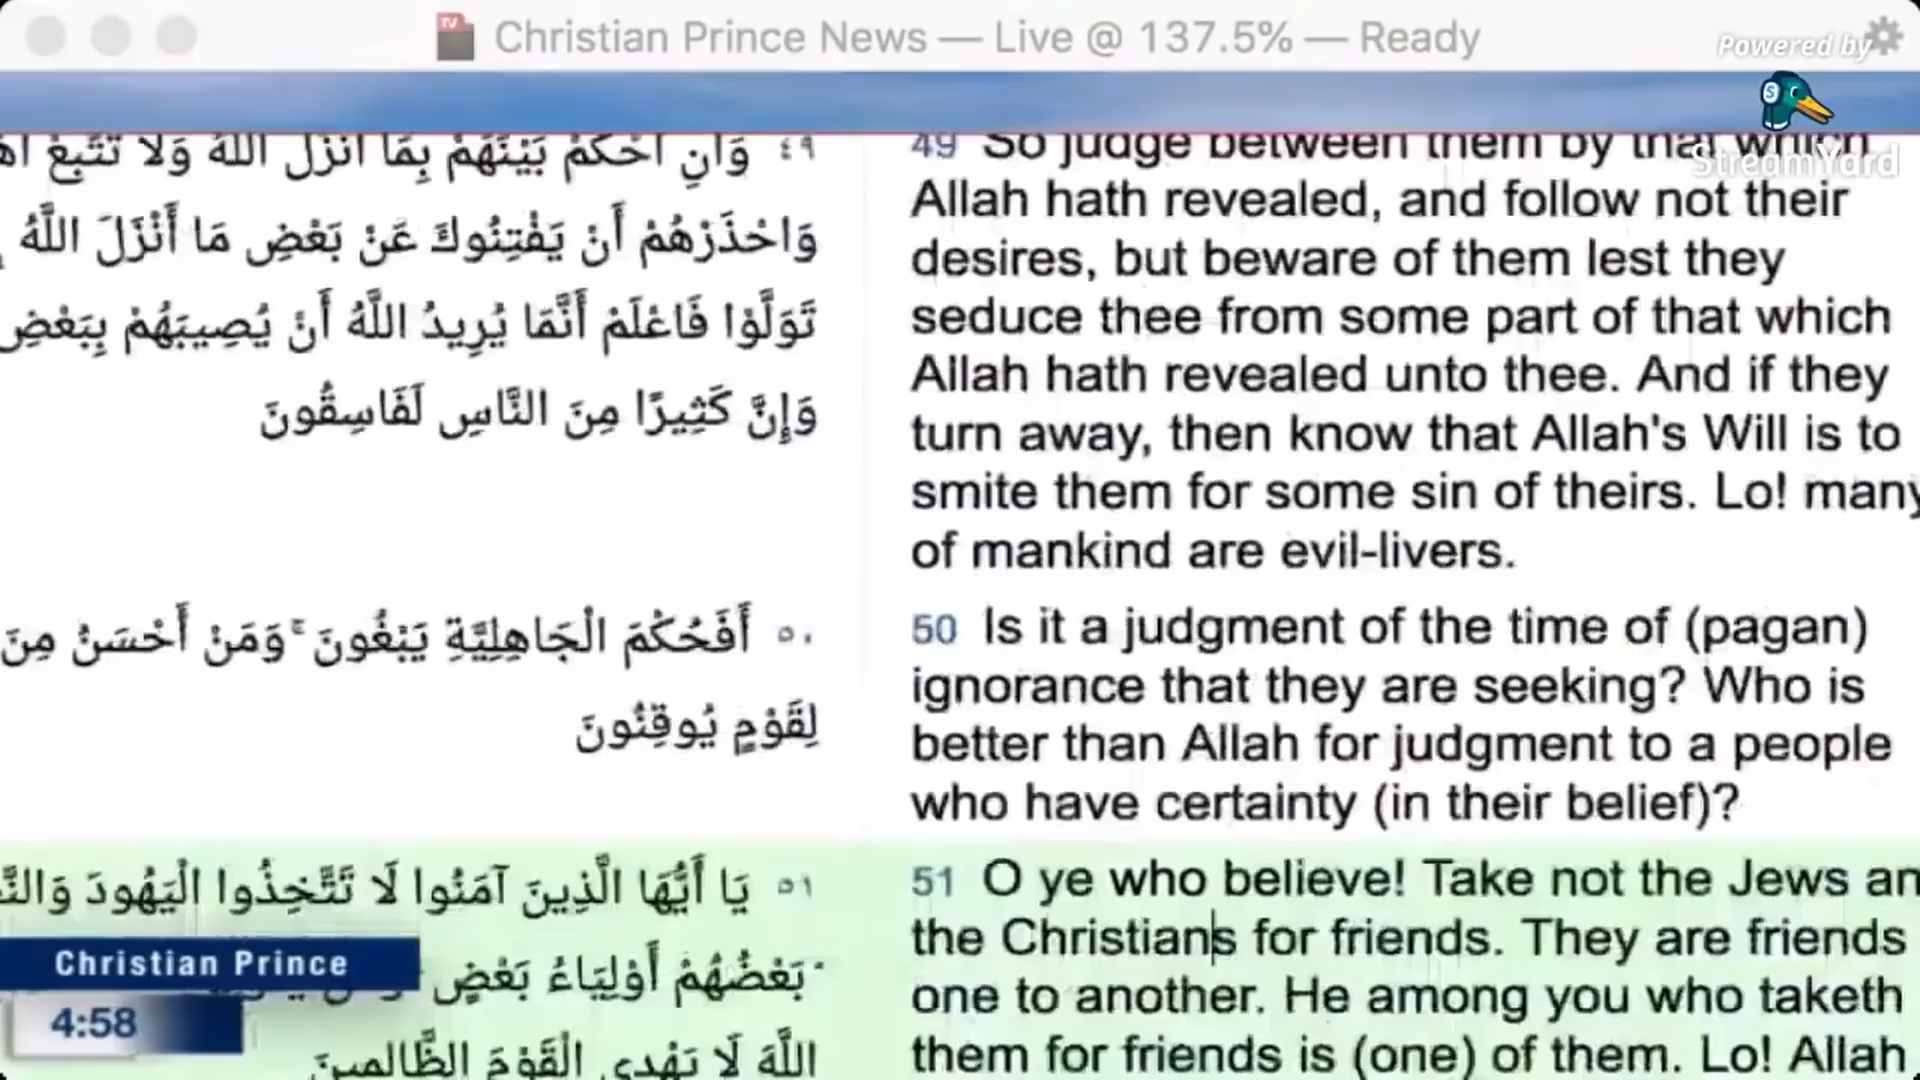 Christian Prince News — Live @ 137.5% — Ready
Powered by
StreamYard
٤٩ وَأَنِ احْكُمْ بَيْنَهُمْ بِمَا أَنْزَلَ اللَّهُ وَلَا تَتَّبِعْ
وَاحْذَرْهُمْ أَنْ يَفْتِنُوكَ عَنْ بَعْضِ مَا أَنْزَلَ اللَّهُ
تَوَلَّوْا فَاعْلَمْ أَنَّمَا يُرِيدُ اللَّهُ أَنْ يُصِيبَهُمْ بِبَعْضِ
وَإِنَّ كَثِيرًا مِنَ النَّاسِ لَفَاسِقُونَ
٥٠ أَفَحُكْمَ الْجَاهِلِيَّةِ يَبْغُونَ ۚ وَمَنْ أَحْسَنُ مِنَ
لِقَوْمٍ يُوقِنُونَ
٥١ يَا أَيُّهَا الَّذِينَ آمَنُوا لَا تَتَّخِذُوا الْيَهُودَ
بَعْضُهُمْ أَوْلِيَاءُ بَعْضٍ
اللَّهَ لَا يَهْدِي الْقَوْمَ الظَّالِمِينَ
49 So judge between them by that which
Allah hath revealed, and follow not their
desires, but beware of them lest they
seduce thee from some part of that which
Allah hath revealed unto thee. And if they
turn away, then know that Allah's Will is to
smite them for some sin of theirs. Lo! many
of mankind are evil-livers.
50 Is it a judgment of the time of (pagan)
ignorance that they are seeking? Who is
better than Allah for judgment to a people
who have certainty (in their belief)?
51 O ye who believe! Take not the Jews an
the Christians for friends. They are friends
one to another. He among you who taketh
them for friends is (one) of them. Lo! Allah
Christian Prince
4:58